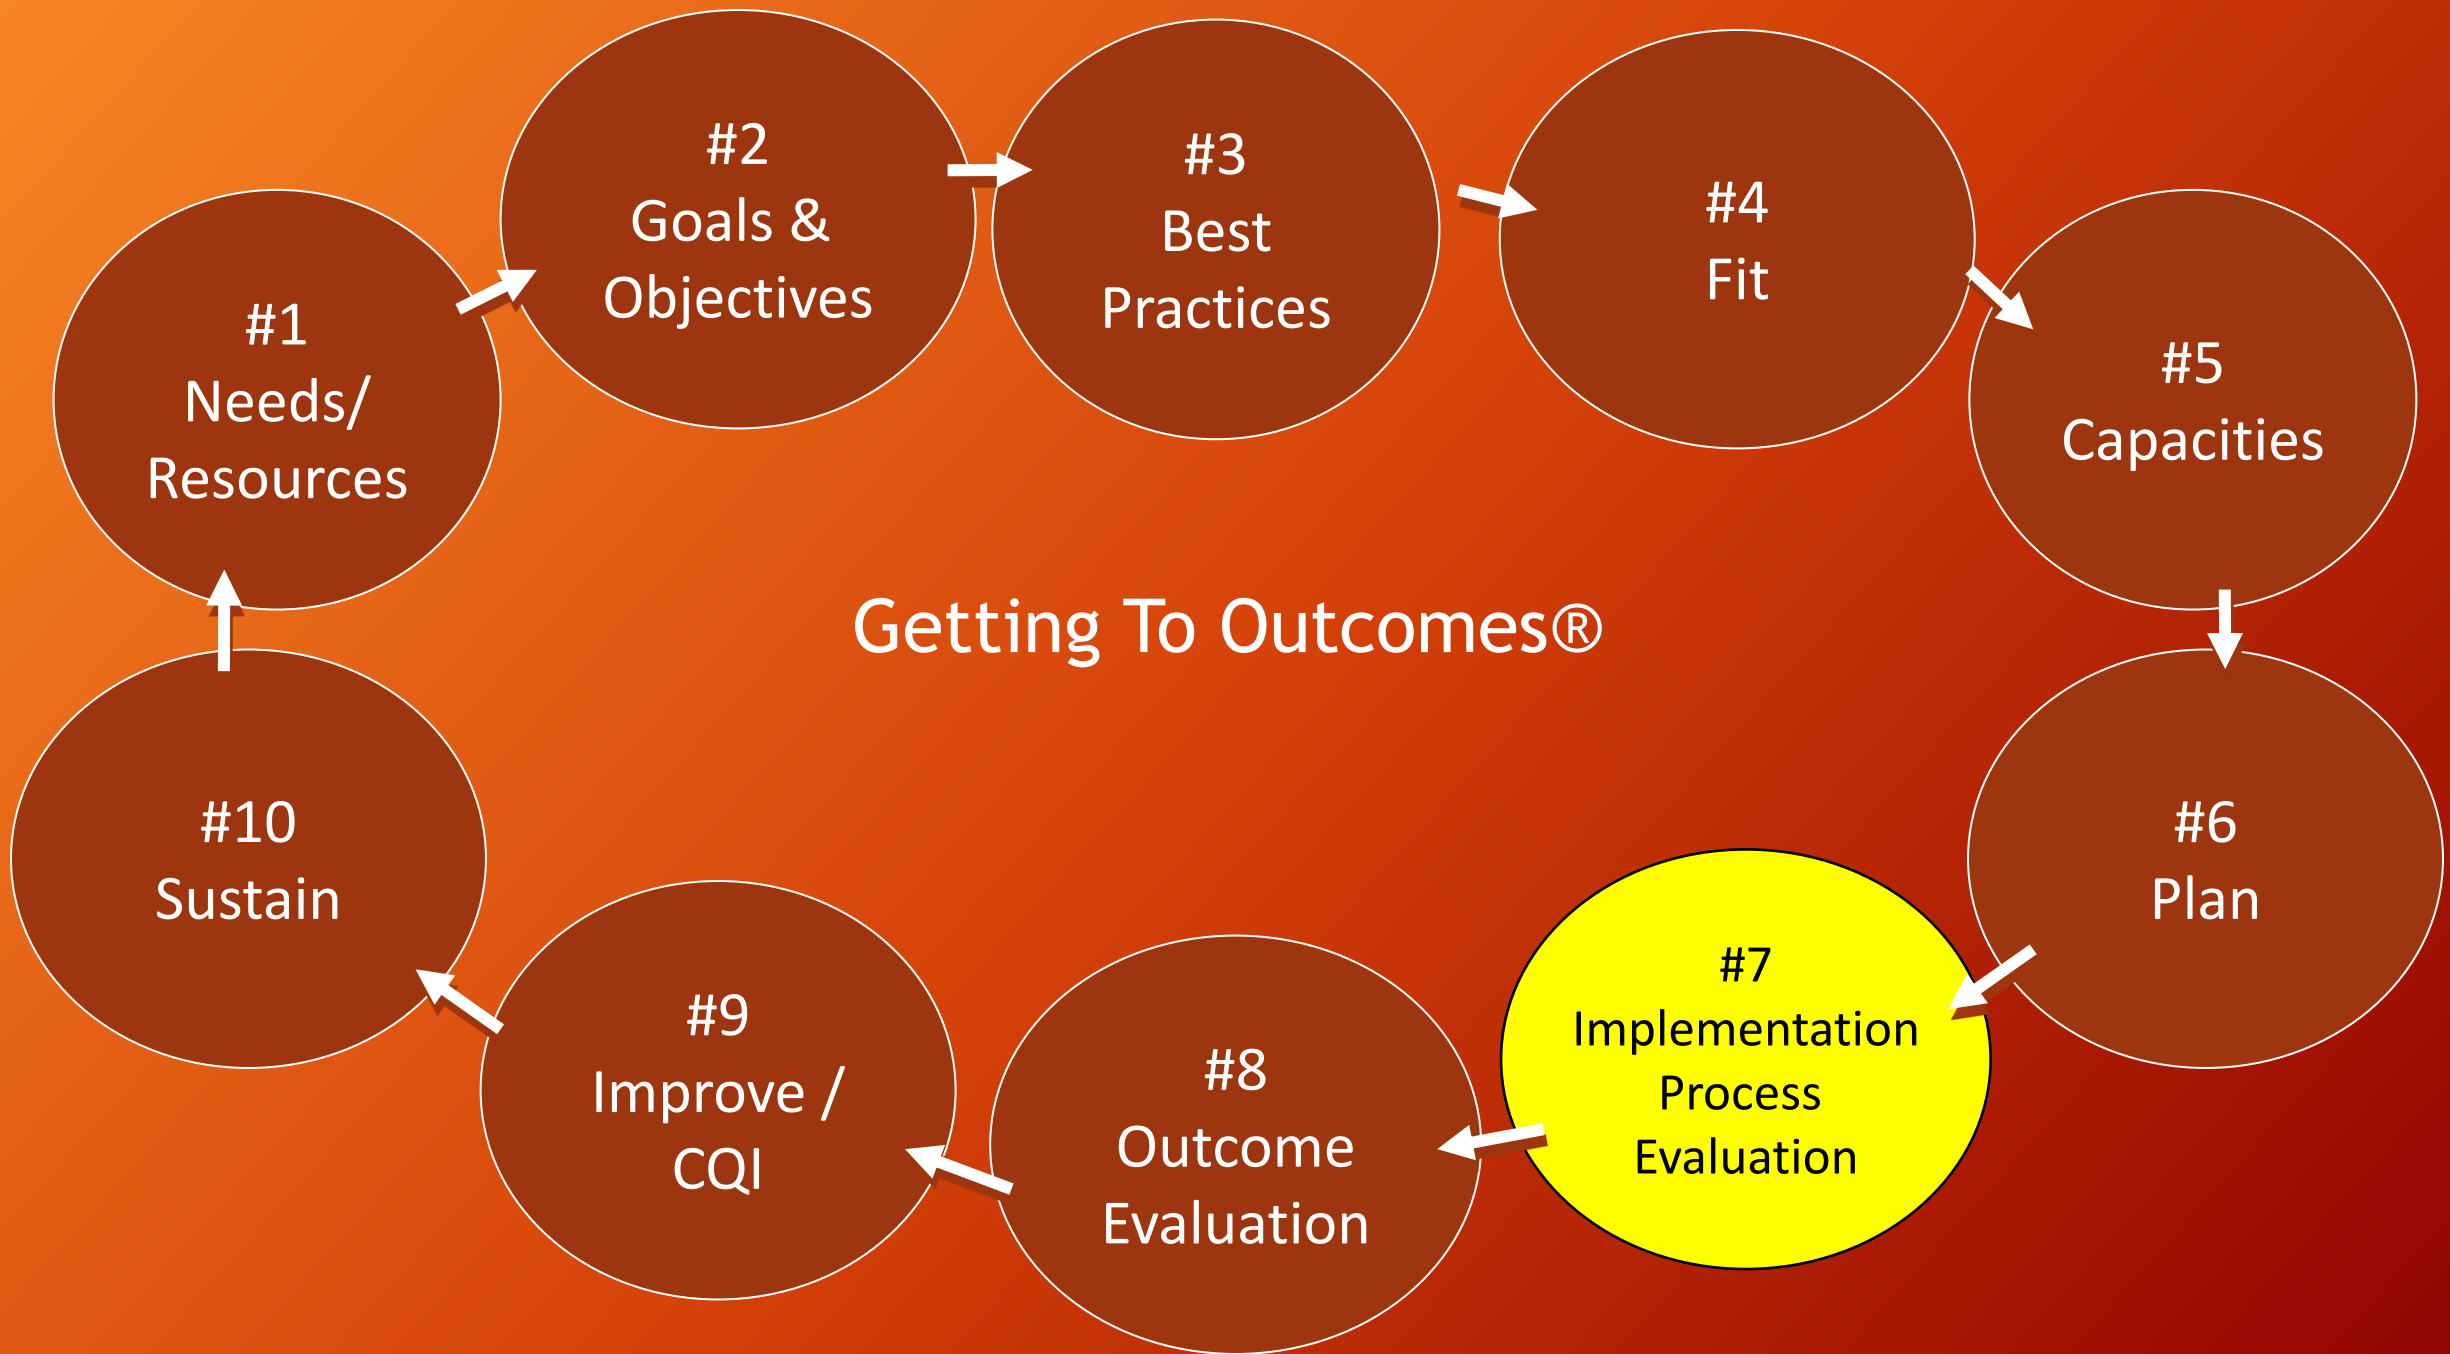 #1
Needs/
Resources
#2
Goals &
Objectives
#3
Best
Practices
#4
Fit
#5
Capacities
Getting To Outcomes®
#6
Plan
#7
Implementation
Process
Evaluation
#8
Outcome
Evaluation
#9
Improve /
CQI
#10
Sustain